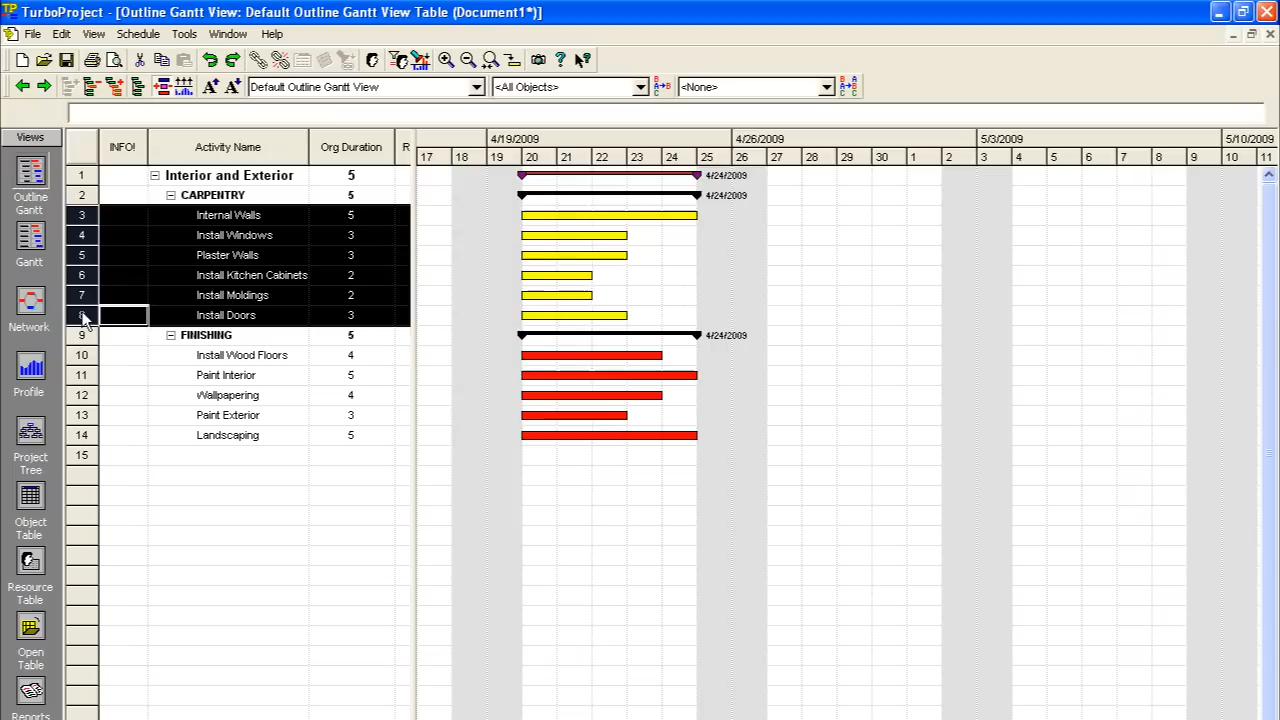 TurboProject - [Outline Gantt View: Default Outline Gantt View Table (Document1*)]
File Edit View Schedule Tools Window Help
Default Outline Gantt View <All Objects> <None>
Views
INFO! Activity Name Org Duration R
4/19/2009 4/26/2009 5/3/2009 5/10/2009
17 18 19 20 21 22 23 24 25 26 27 28 29 30 1 2 3 4 5 6 7 8 9 10 11
1 Interior and Exterior 5 4/24/2009
2 CARPENTRY 5 4/24/2009
3 Internal Walls 5
4 Install Windows 3
5 Plaster Walls 3
6 Install Kitchen Cabinets 2
7 Install Moldings 2
8 Install Doors 3
9 FINISHING 5 4/24/2009
10 Install Wood Floors 4
11 Paint Interior 5
12 Wallpapering 4
13 Paint Exterior 3
14 Landscaping 5
15
Outline
Gantt
Gantt
Network
Profile
Project
Tree
Object
Table
Resource
Table
Open
Table
Reports